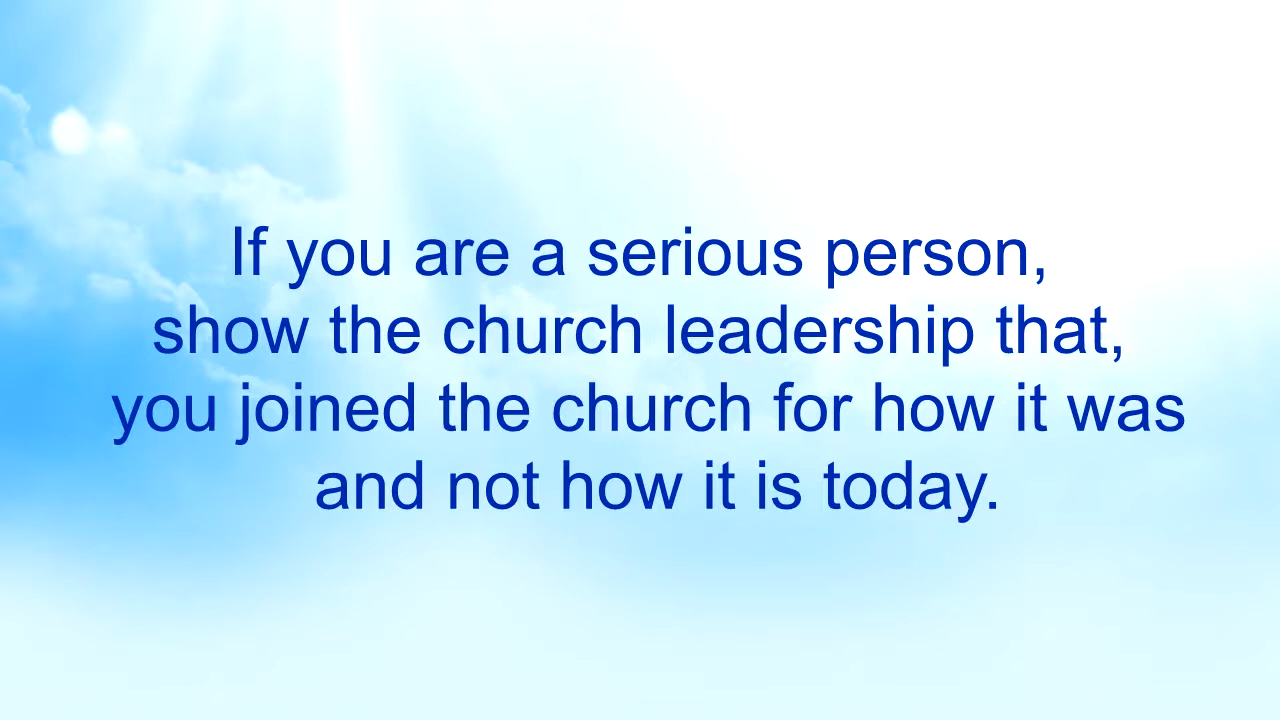 If you are a serious person,
show the church leadership that,
you joined the church for how it was
and not how it is today.